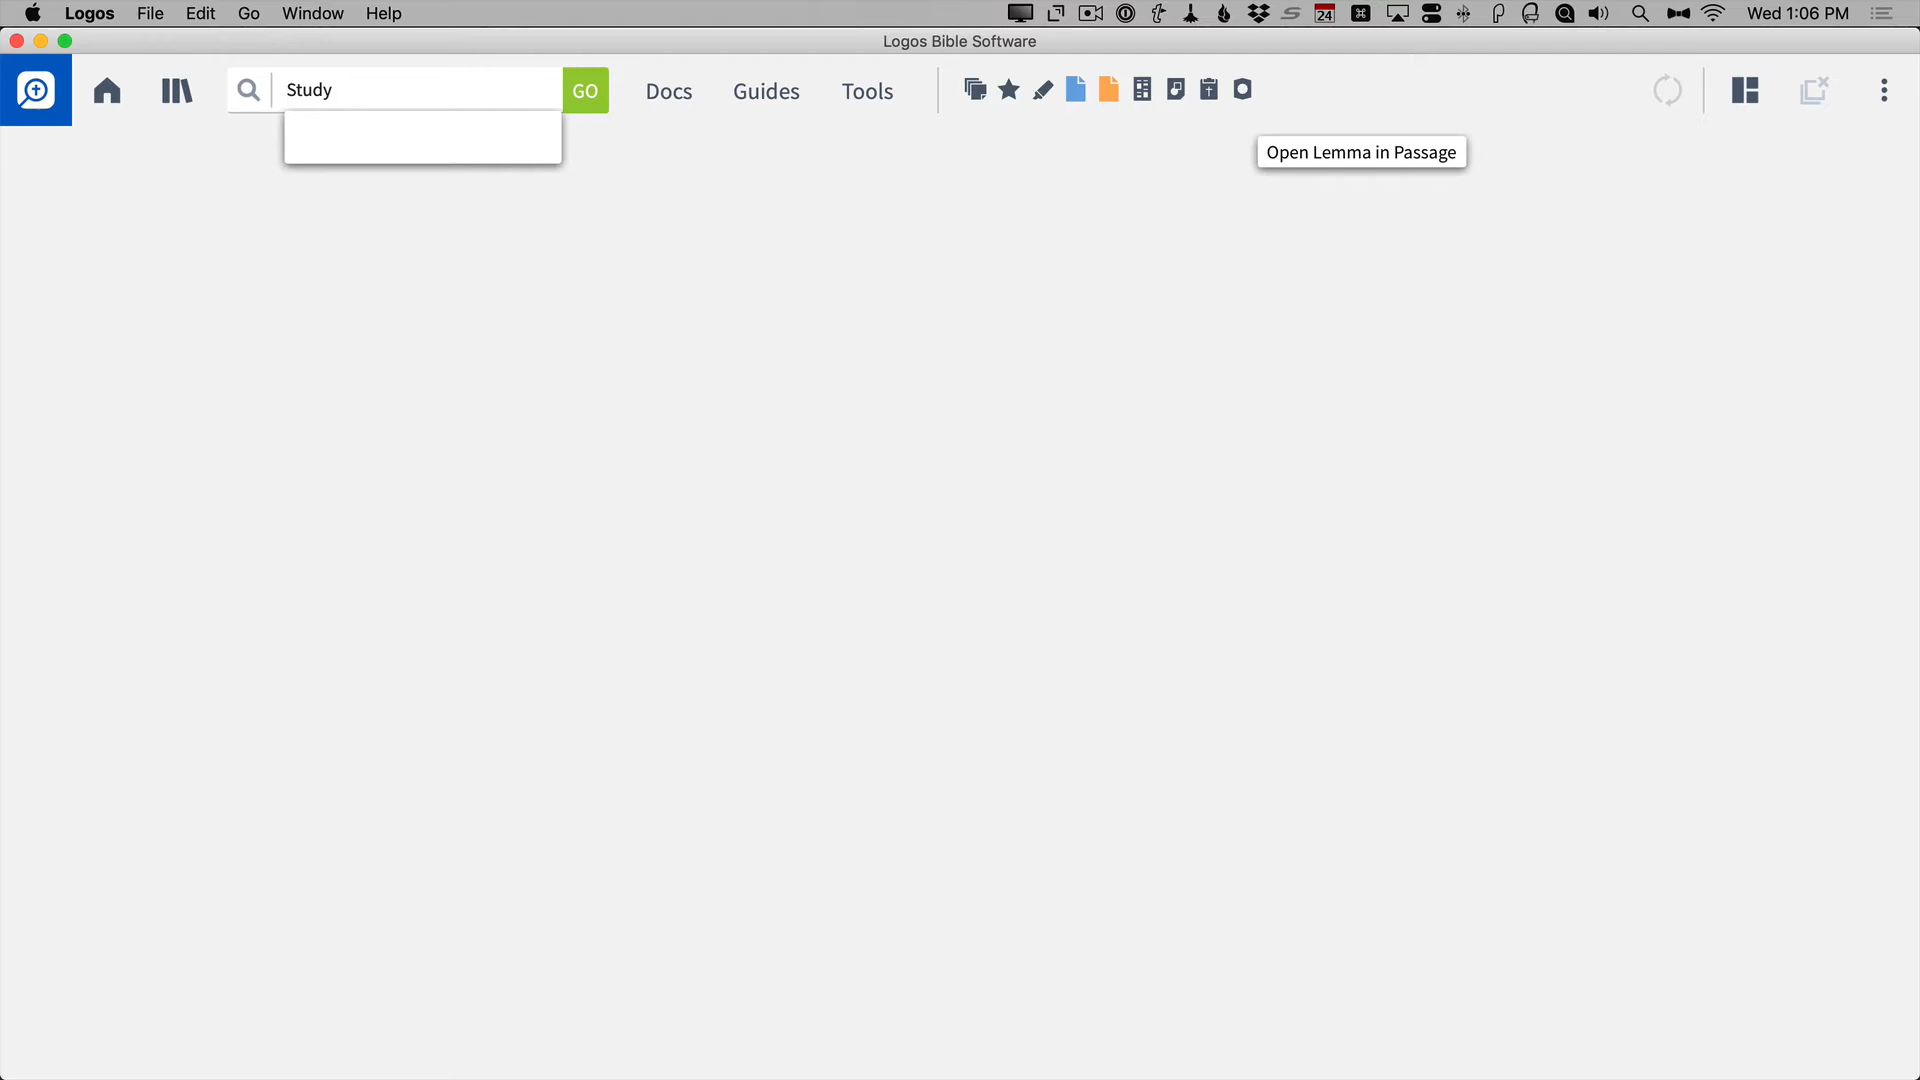 Logos File Edit Go Window Help 24 Wed 1:06 PM
Logos Bible Software
Study GO Docs Guides Tools
Open Lemma in Passage